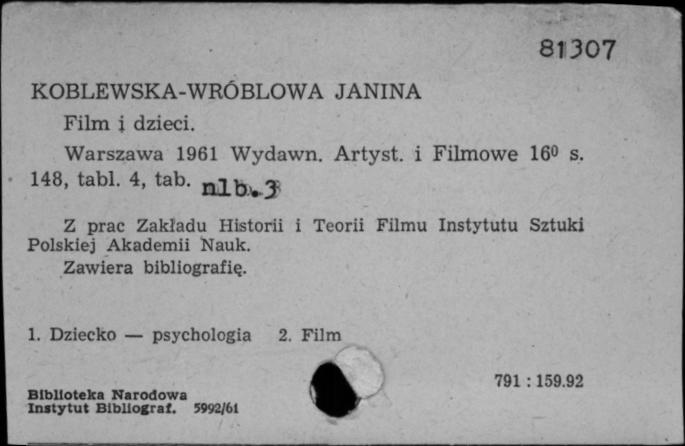 81307
KOBLEWSKA-WRÓBLOWA JANINA
Film i dzieci.
Warszawa 1961 Wydawn. Artyst. i Filmowe 16⁰ s.
148, tabl. 4, tab. nlb.3
Z prac Zakładu Historii i Teorii Filmu Instytutu Sztuki
Polskiej Akademii Nauk.
Zawiera bibliografię.
1. Dziecko — psychologia 2. Film
791 : 159.92
Biblioteka Narodowa
Instytut Bibliograf. 5992/61